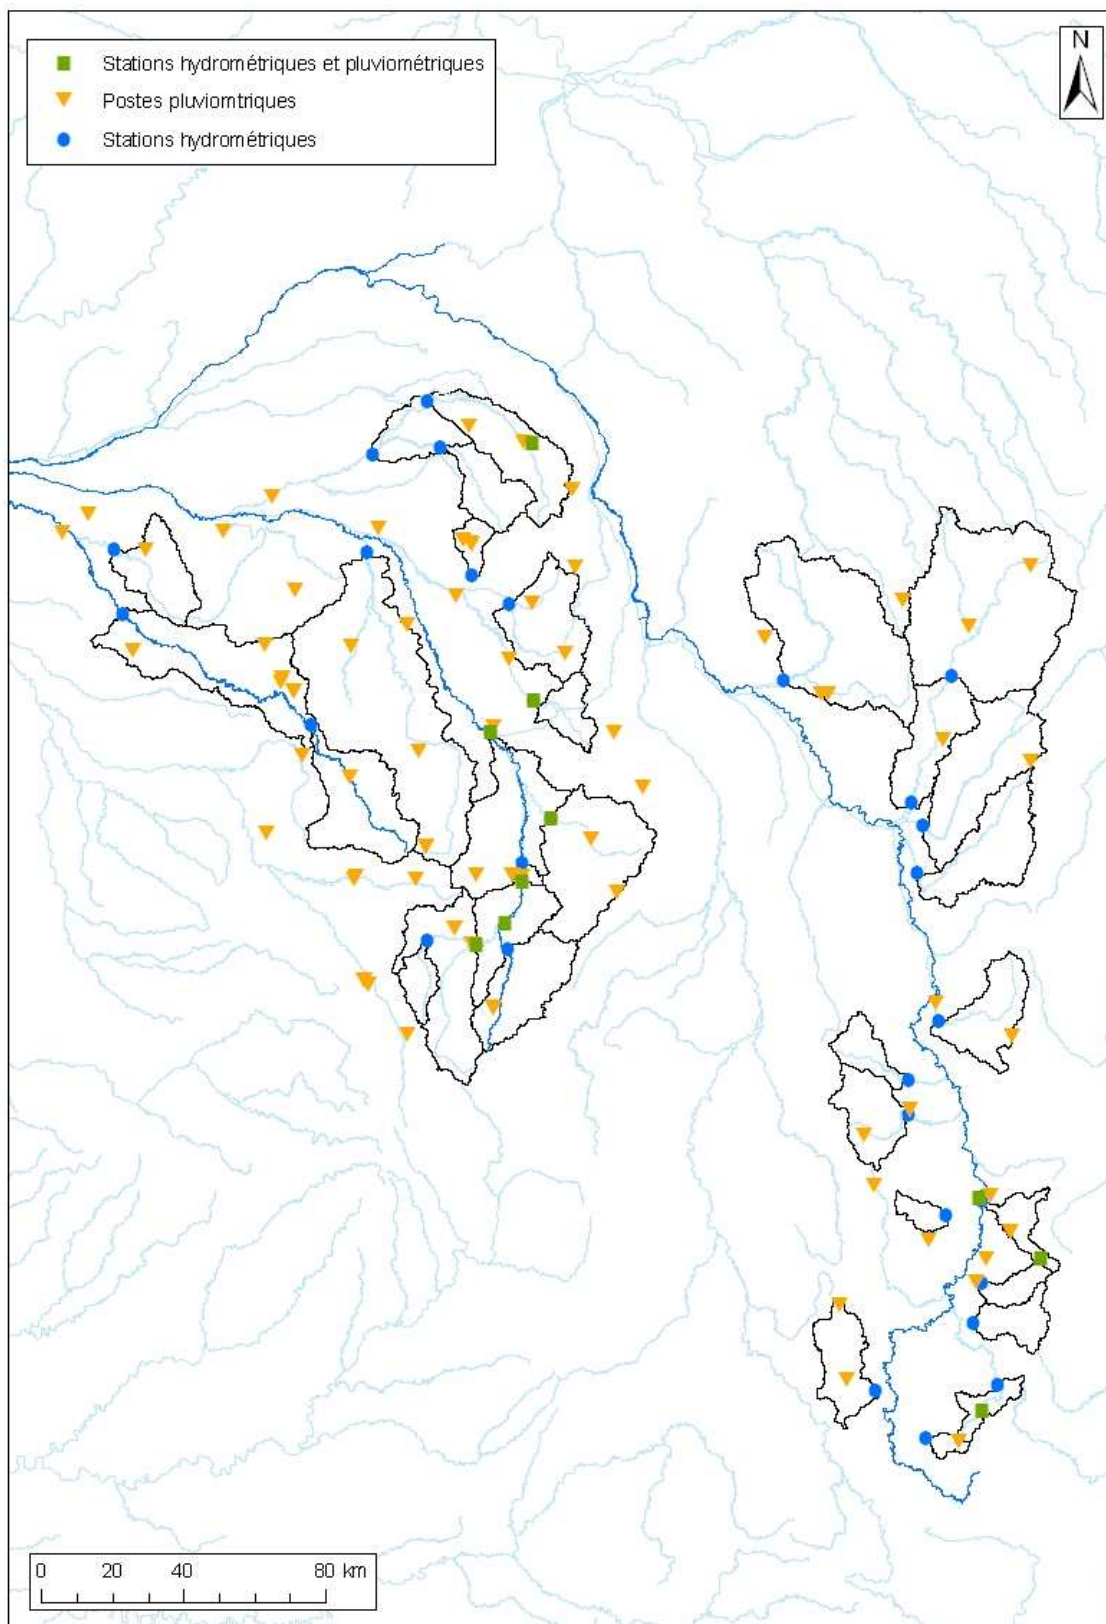 Stations hydrométriques et pluviométriques
Postes pluviomtriques
Stations hydrométriques
N
0 20 40 80 km